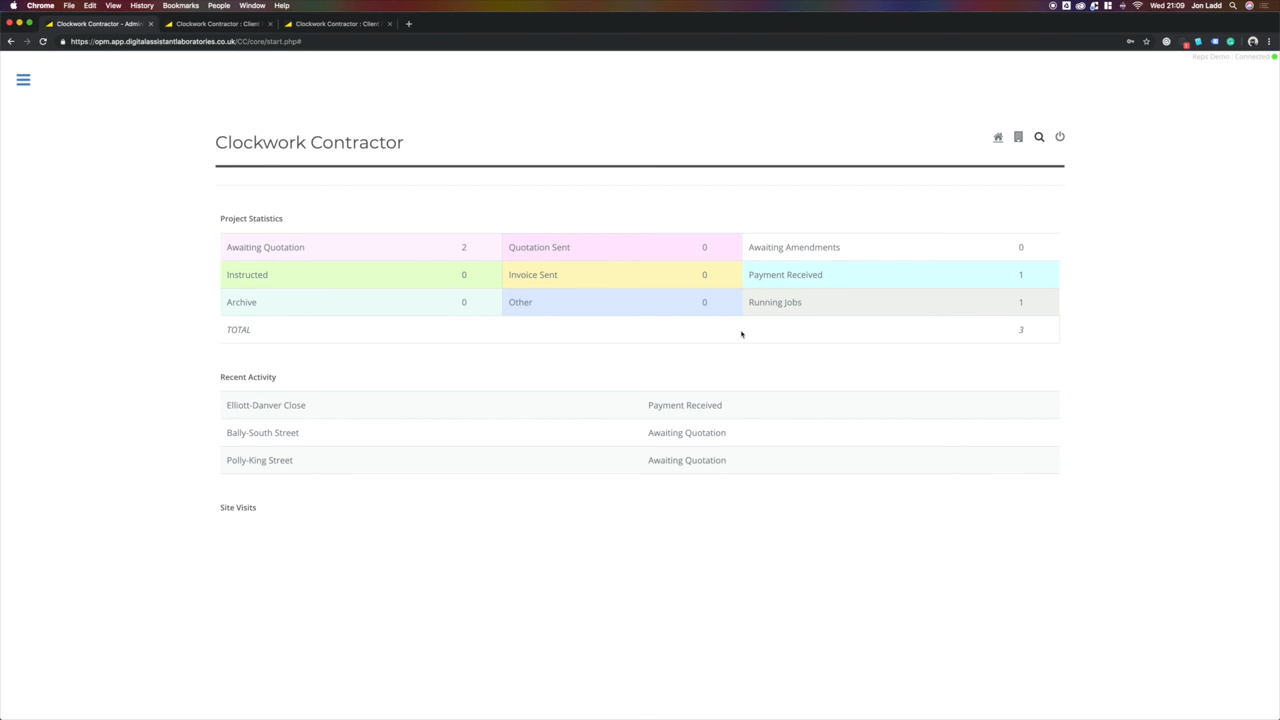 Chrome File Edit View History Bookmarks People Window Help Wed 21:09 Jon Ladd
Clockwork Contractor - Admi Clockwork Contractor : Client Clockwork Contractor : Client
https://opm.app.digitalassistantlaboratories.co.uk/CC/core/start.php#
Reps Demo : Connected
Clockwork Contractor
Project Statistics
Awaiting Quotation 2 Quotation Sent 0 Awaiting Amendments 0
Instructed 0 Invoice Sent 0 Payment Received 1
Archive 0 Other 0 Running Jobs 1
TOTAL 3
Recent Activity
Elliott-Danver Close Payment Received
Bally-South Street Awaiting Quotation
Polly-King Street Awaiting Quotation
Site Visits